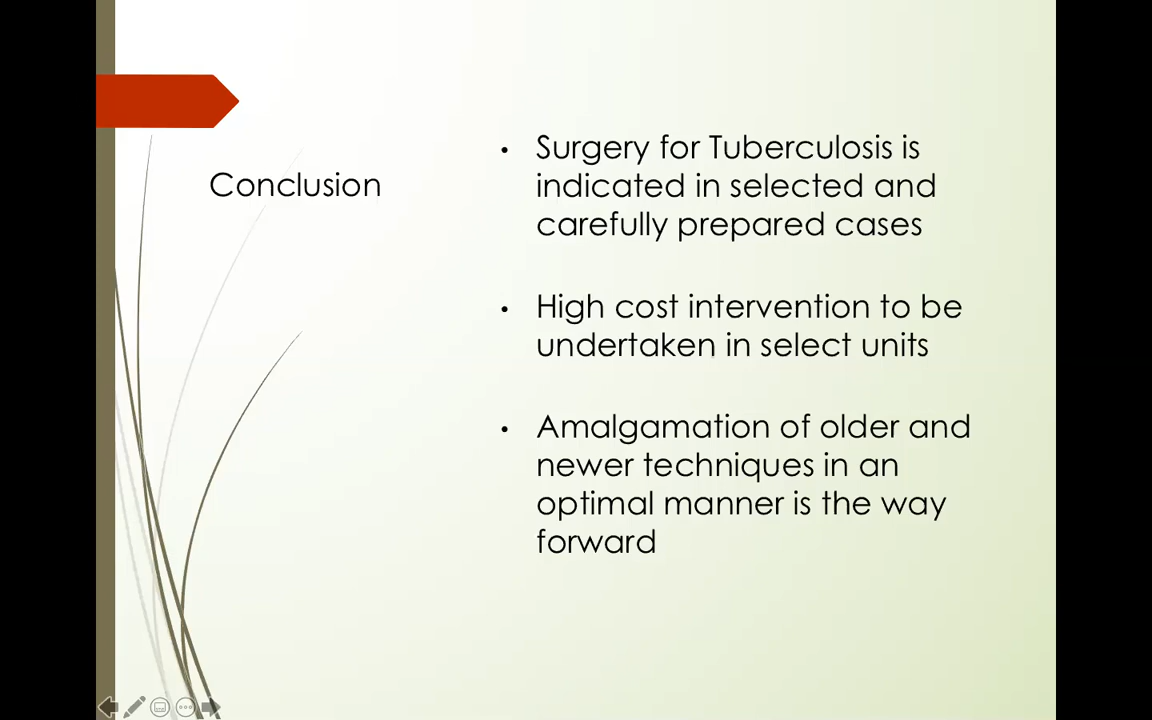 Conclusion
• Surgery for Tuberculosis is
indicated in selected and
carefully prepared cases
• High cost intervention to be
undertaken in select units
• Amalgamation of older and
newer techniques in an
optimal manner is the way
forward